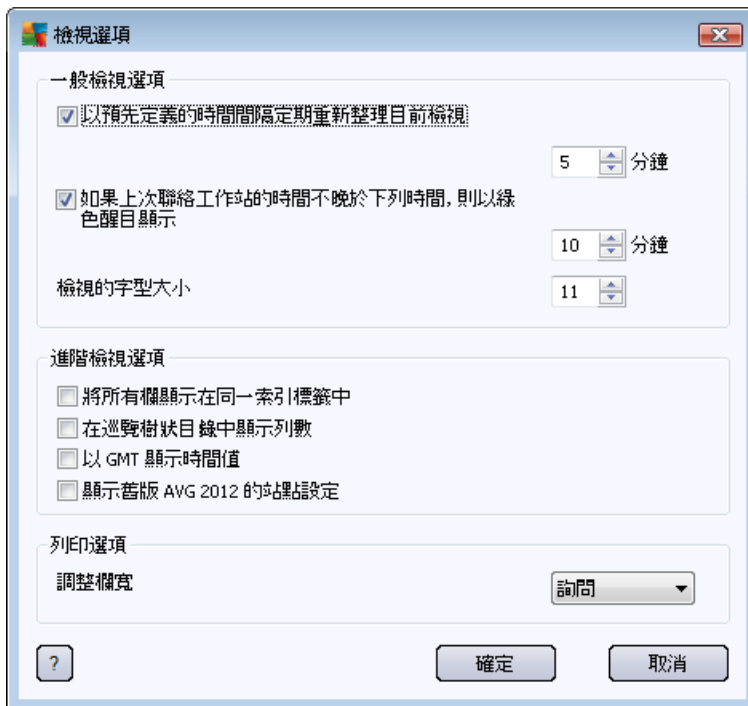 檢視選項
一般檢視選項
以預先定義的時間間隔定期重新整理目前檢視
5 分鐘
如果上次聯絡工作站的時間不晚於下列時間,則以綠
色醒目顯示
10 分鐘
檢視的字型大小 11
進階檢視選項
將所有欄顯示在同一索引標籤中
在巡覽樹狀目錄中顯示列數
以 GMT 顯示時間值
顯示舊版 AVG 2012 的站點設定
列印選項
調整欄寬 詢問
? 確定 取消